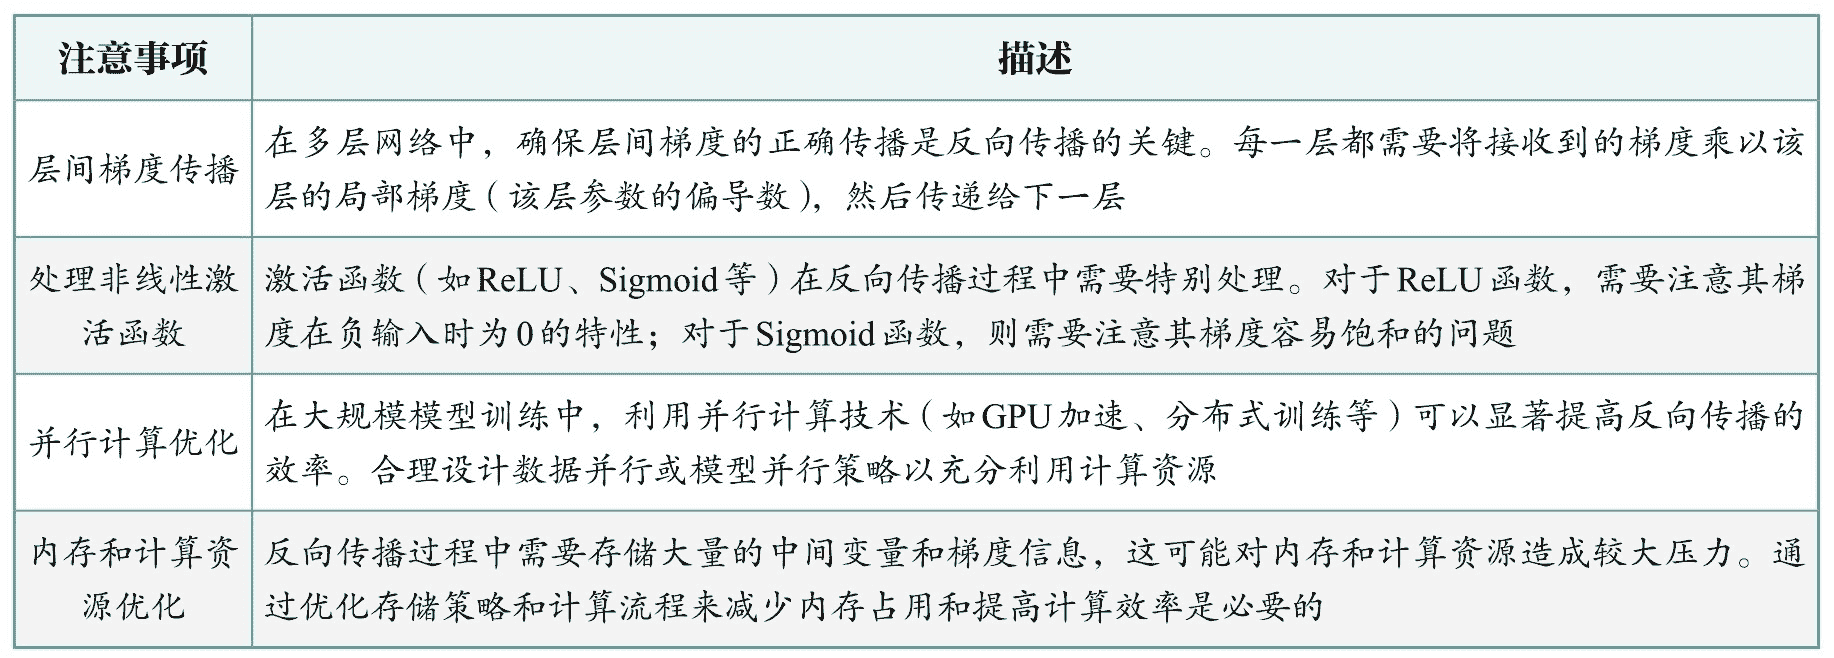 注意事项
描述
层间梯度传播
在多层网络中，确保层间梯度的正确传播是反向传播的关键。每一层都需要将接收到的梯度乘以该
层的局部梯度（该层参数的偏导数），然后传递给下一层
处理非线性激
活函数
激活函数（如ReLU、Sigmoid等）在反向传播过程中需要特别处理。对于ReLU函数，需要注意其梯
度在负输入时为0的特性；对于Sigmoid函数，则需要注意其梯度容易饱和的问题
并行计算优化
在大规模模型训练中，利用并行计算技术（如GPU加速、分布式训练等）可以显著提高反向传播的
效率。合理设计数据并行或模型并行策略以充分利用计算资源
内存和计算资
源优化
反向传播过程中需要存储大量的中间变量和梯度信息，这可能对内存和计算资源造成较大压力。通
过优化存储策略和计算流程来减少内存占用和提高计算效率是必要的